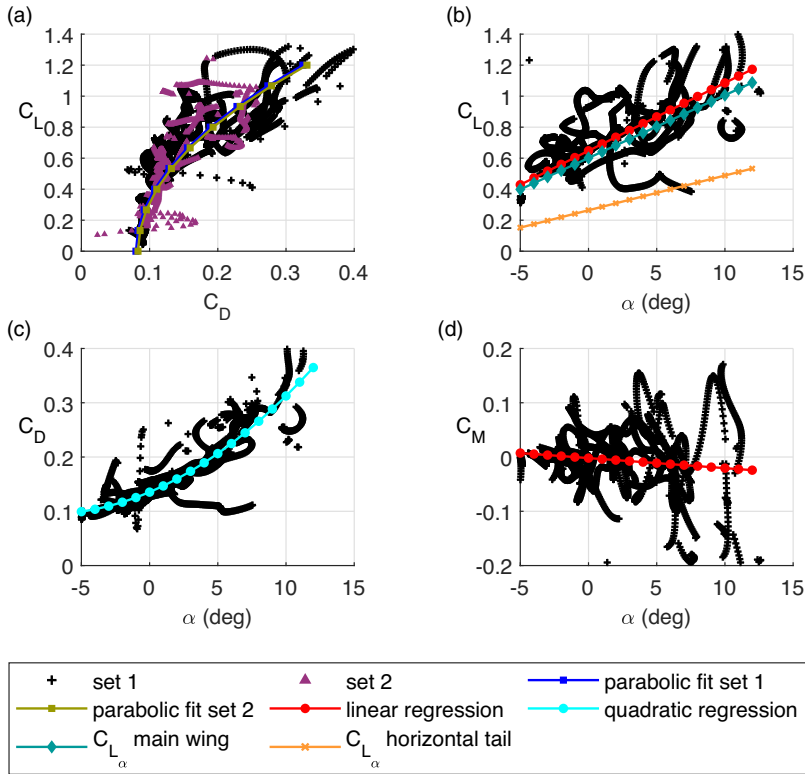 (a)
1.4
1.2
1
0.8
0.6
0.4
0.2
0
C_L
0 0.1 0.2 0.3 0.4
C_D
(b)
1.4
1.2
1
0.8
0.6
0.4
0.2
0
C_L
-5 0 5 10 15
α (deg)
(c)
0.4
0.3
0.2
0.1
0
C_D
-5 0 5 10 15
α (deg)
(d)
0.2
0.1
0
-0.1
-0.2
C_M
-5 0 5 10 15
α (deg)
set 1 set 2 parabolic fit set 1
parabolic fit set 2 linear regression quadratic regression
C_{L_α} main wing C_{L_α} horizontal tail